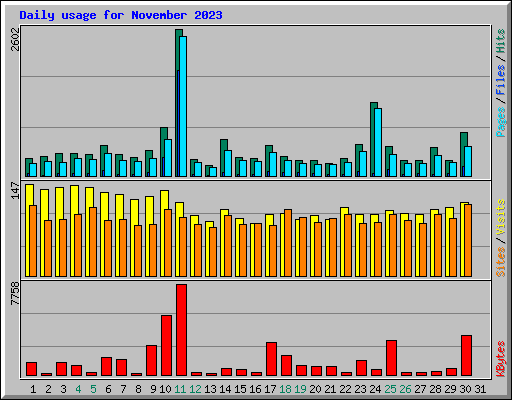 Daily usage for November 2023
2602
Pages / Files / Hits
147
Sites / Visits
7758
KBytes
1 2 3 4 5 6 7 8 9 10 11 12 13 14 15 16 17 18 19 20 21 22 23 24 25 26 27 28 29 30 31